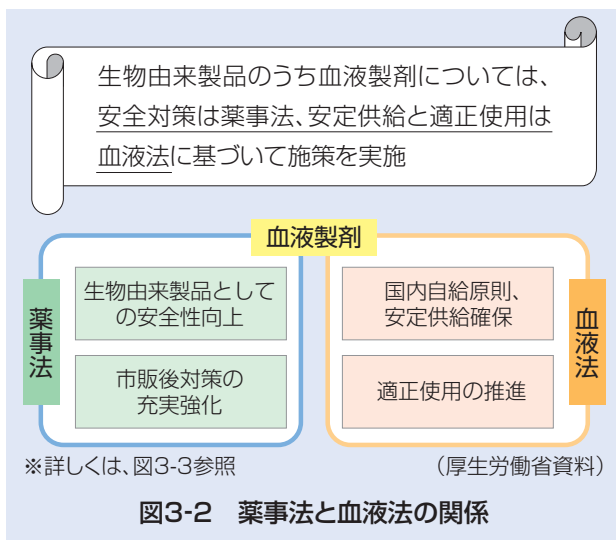 生物由来製品のうち血液製剤については、
安全対策は薬事法、安定供給と適正使用は
血液法に基づいて施策を実施
血液製剤
薬事法
生物由来製品として
の安全性向上
市販後対策の
充実強化
国内自給原則、
安定供給確保
適正使用の推進
血液法
※詳しくは、図3-3参照
（厚生労働省資料）
図3-2　薬事法と血液法の関係